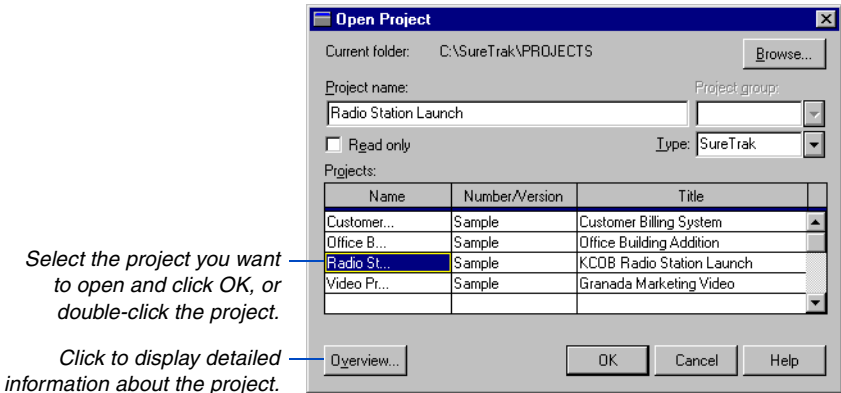 Open Project
Current folder: C:\SureTrak\PROJECTS
Browse...
Project name: Project group:
Radio Station Launch
Read only Type: SureTrak
Projects:
Name Number/Version Title
Customer... Sample Customer Billing System
Office B... Sample Office Building Addition
Radio St... Sample KCOB Radio Station Launch
Video Pr... Sample Granada Marketing Video
Select the project you want
to open and click OK, or
double-click the project.
Overview... OK Cancel Help
Click to display detailed
information about the project.